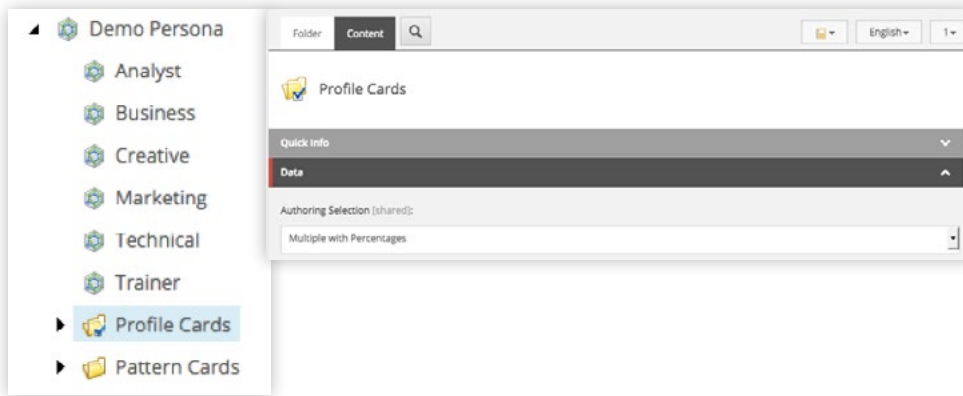 Demo Persona
Analyst
Business
Creative
Marketing
Technical
Trainer
Profile Cards
Pattern Cards
Folder Content English 1
Profile Cards
Quick Info
Data
Authoring Selection [shared]:
Multiple with Percentages